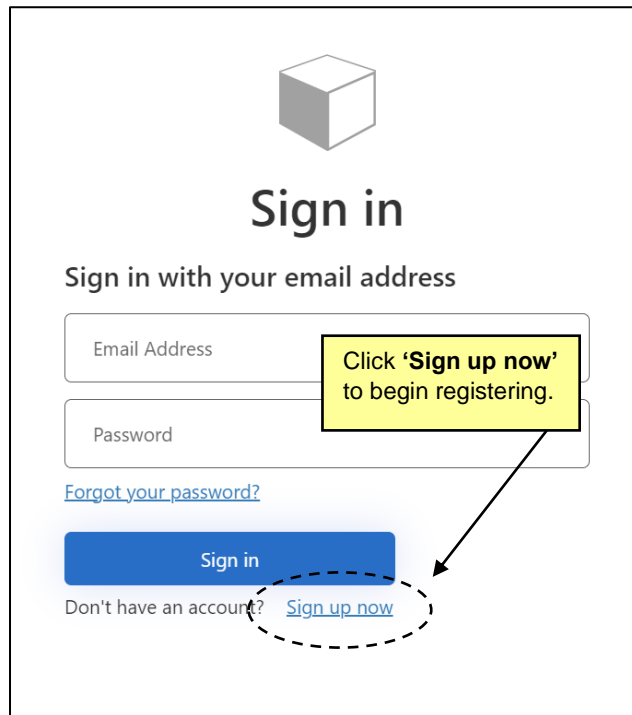 Sign in
Sign in with your email address
Email Address
Click ‘Sign up now’
to begin registering.
Password
Forgot your password?
Sign in
Don't have an account? Sign up now